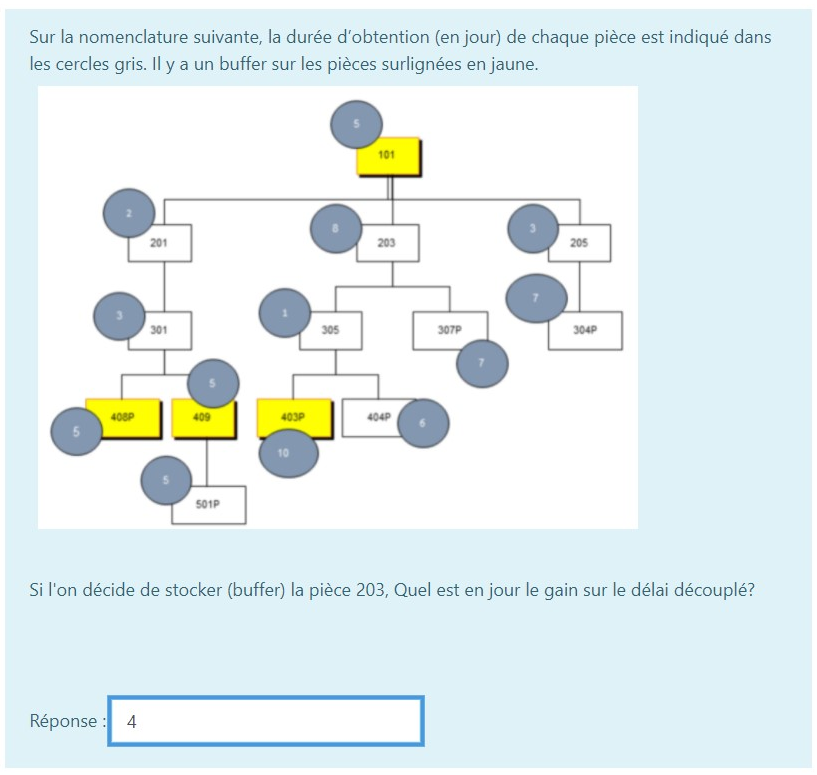 Sur la nomenclature suivante, la durée d'obtention (en jour) de chaque pièce est indiqué dans
les cercles gris. Il y a un buffer sur les pièces surlignées en jaune.
5
101
2
201
8
203
3
205
3
301
1
305
307P
7
7
304P
5
408P
5
409
403P
10
404P
6
5
501P
Si l'on décide de stocker (buffer) la pièce 203, Quel est en jour le gain sur le délai découplé?
Réponse : 4